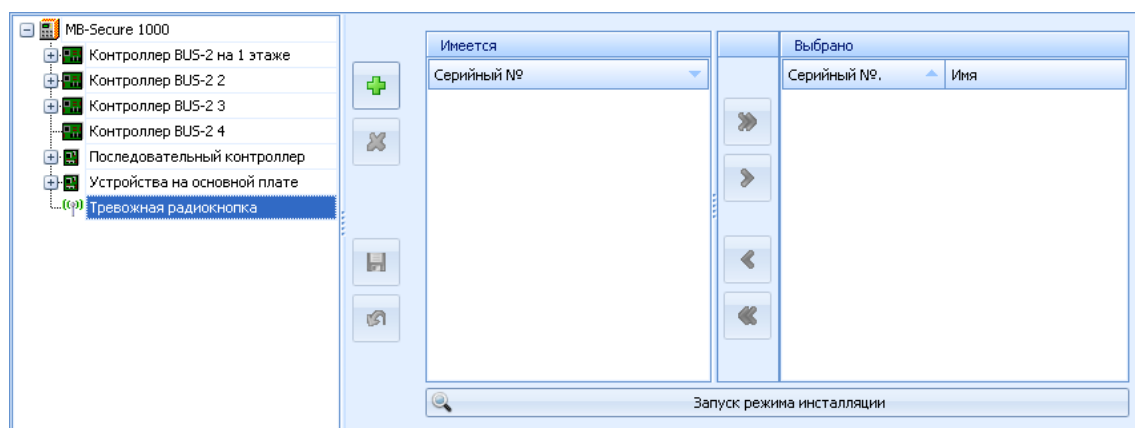 MB-Secure 1000
Контроллер BUS-2 на 1 этаже
Контроллер BUS-2 2
Контроллер BUS-2 3
Контроллер BUS-2 4
Последовательный контроллер
Устройства на основной плате
Тревожная радиокнопка
Имеется
Серийный №
Выбрано
Серийный №. Имя
Запуск режима инсталляции